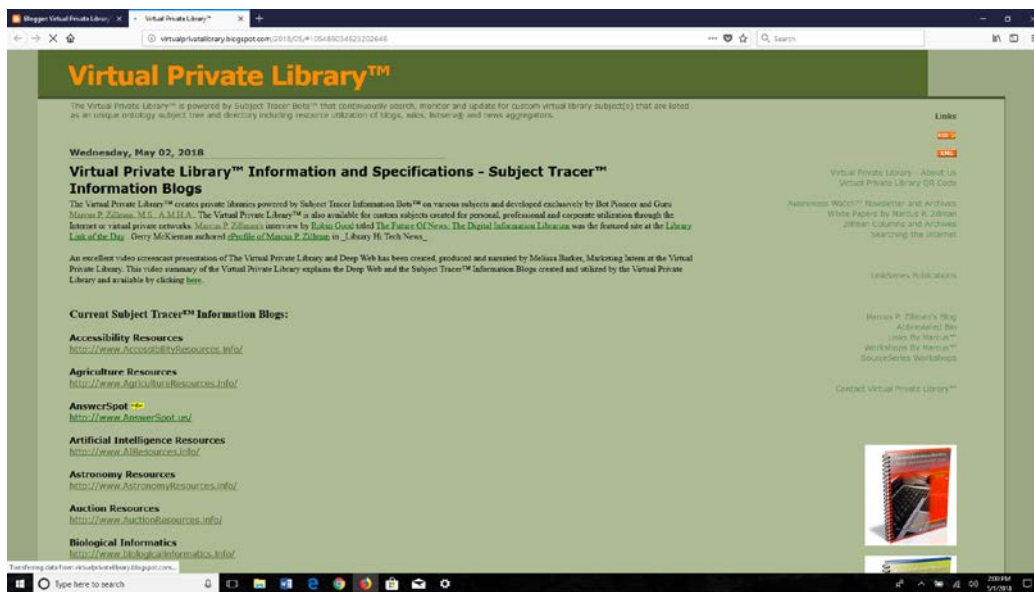 Blogger: Virtual Private Library
Virtual Private Library™
virtualprivatelibrary.blogspot.com/2018/05/#105486034623202648
Search
Virtual Private Library™
The Virtual Private Library™ is powered by Subject Tracer Bots™ that continuously search, monitor and update for custom virtual library subject(s) that are listed
as an unique ontology subject tree and directory including resource utilization of blogs, wikis, listservs and news aggregators.
Links
Wednesday, May 02, 2018
XML
Virtual Private Library™ Information and Specifications - Subject Tracer™
Information Blogs
The Virtual Private Library™ creates private libraries powered by Subject Tracer Information Bots™ on various subjects and developed exclusively by Bot Pioneer and Guru
Marcus P. Zillman, M.S., A.M.H.A.. The Virtual Private Library™ is also available for custom subjects created for personal, professional and corporate utilization through the
Internet or virtual private networks. Marcus P. Zillman's interview by Robin Good titled The Future Of News: The Digital Information Librarian was the featured site at the Library
Link of the Day . Gerry McKiernan authored eProfile of Marcus P. Zillman in _Library Hi Tech News_
An excellent video screencast presentation of The Virtual Private Library and Deep Web has been created, produced and narrated by Melissa Barker, Marketing Intern at the Virtual
Private Library. This video summary of the Virtual Private Library explains the Deep Web and the Subject Tracer™ Information Blogs created and utilized by the Virtual Private
Library and available by clicking here.
Current Subject Tracer™ Information Blogs:
Accessibility Resources
http://www.AccessibilityResources.info/
Agriculture Resources
http://www.AgricultureResources.info/
AnswerSpot
http://www.AnswerSpot.us/
Artificial Intelligence Resources
http://www.AIResources.info/
Astronomy Resources
http://www.AstronomyResources.info/
Auction Resources
http://www.AuctionResources.info/
Biological Informatics
http://www.biologicalinformatics.info/
Virtual Private Library - About Us
Virtual Private Library QR Code
Awareness Watch™ Newsletter and Archives
White Papers by Marcus P. Zillman
Zillman Columns and Archives
Searching the Internet
LinkSeries Publications
Marcus P. Zillman's Blog
Abbreviated Bio
Links By Marcus™
Workshops By Marcus™
SourceSeries Workshops
Contact Virtual Private Library™
Transferring data from virtualprivatelibrary.blogspot.com...
Type here to search
2:00 PM
5/1/2018